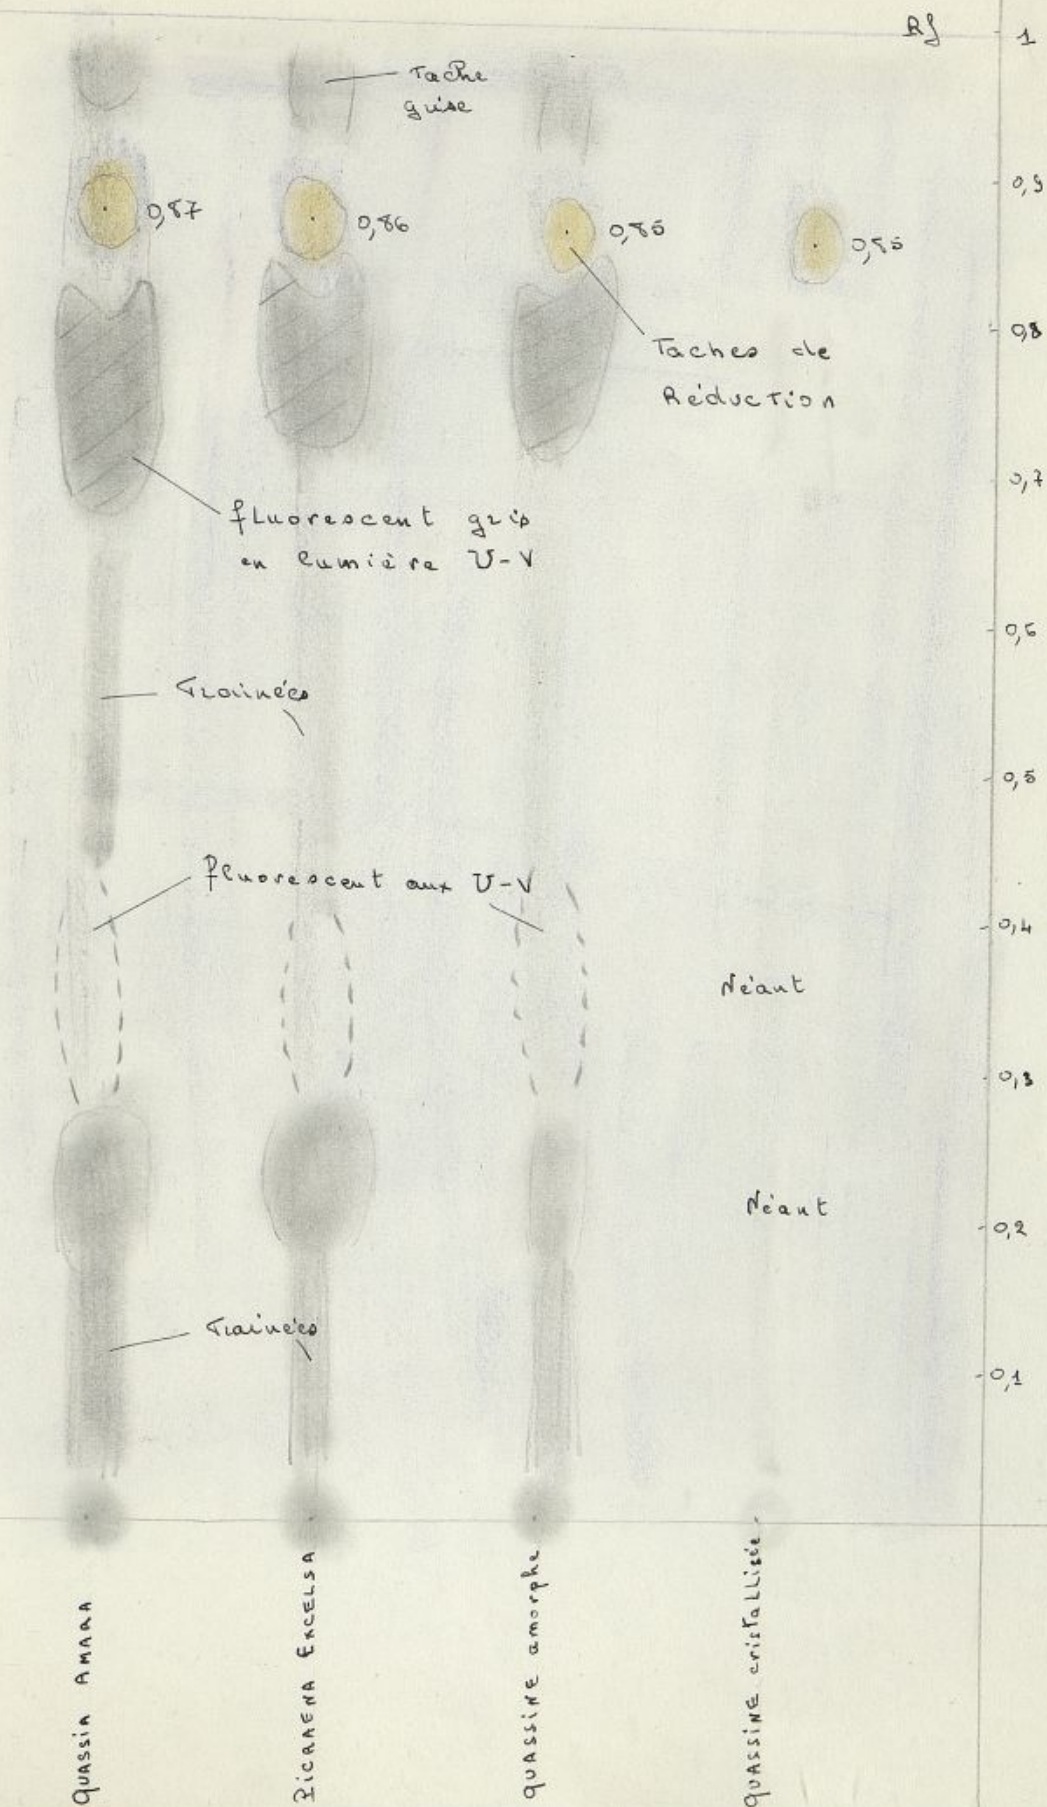 Rf
1
Tache
grise
0,9
0,87
0,86
0,85
0,85
0,8
Taches de
Réduction
0,7
fluorescent gris
en lumière U-V
0,6
Trainées
0,5
fluorescent aux U-V
0,4
Néant
0,3
Néant
0,2
Trainées
0,1
QUASSIA AMARA
PICRAENA EXCELSA
QUASSINE amorphe
QUASSINE cristallisée.